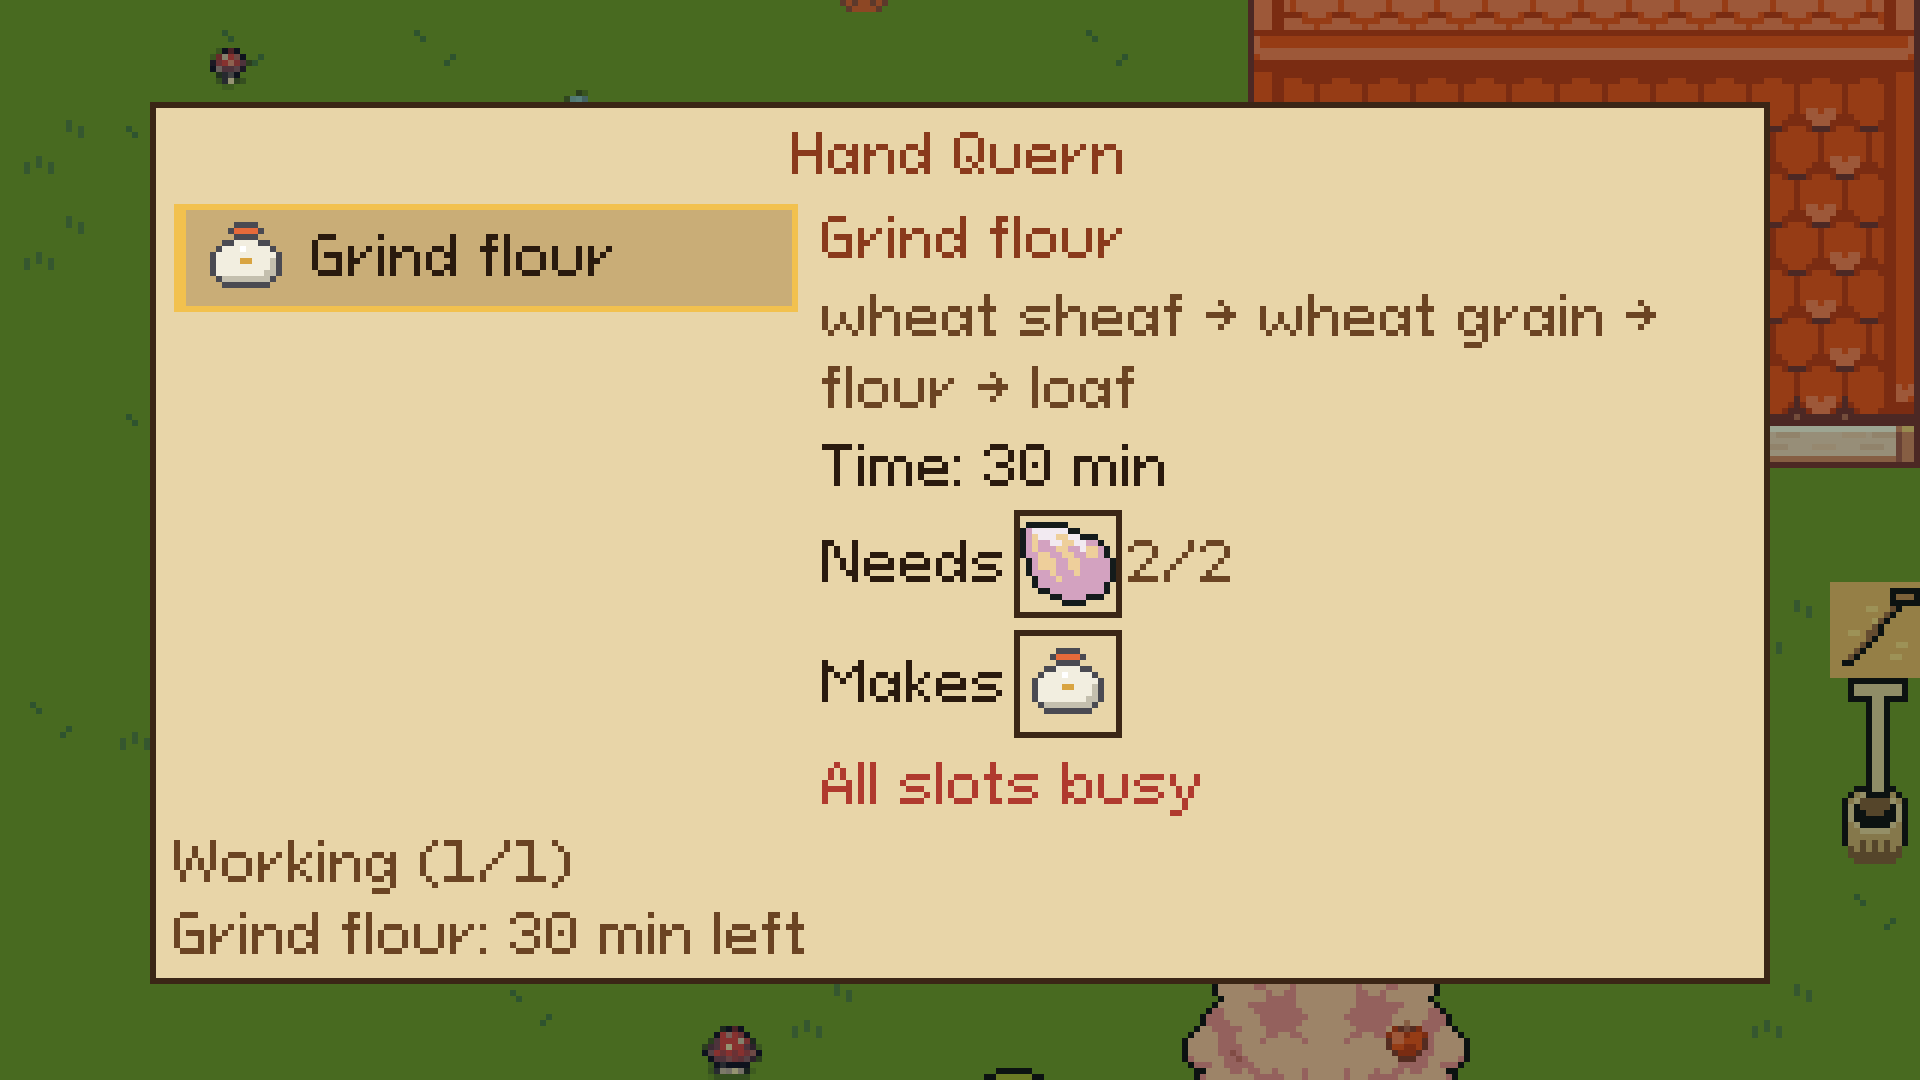 Hand Quern
Grind flour
Grind flour
wheat sheaf → wheat grain →
flour → loaf
Time: 30 min
Needs 2/2
Makes
All slots busy
Working (1/1)
Grind flour: 30 min left